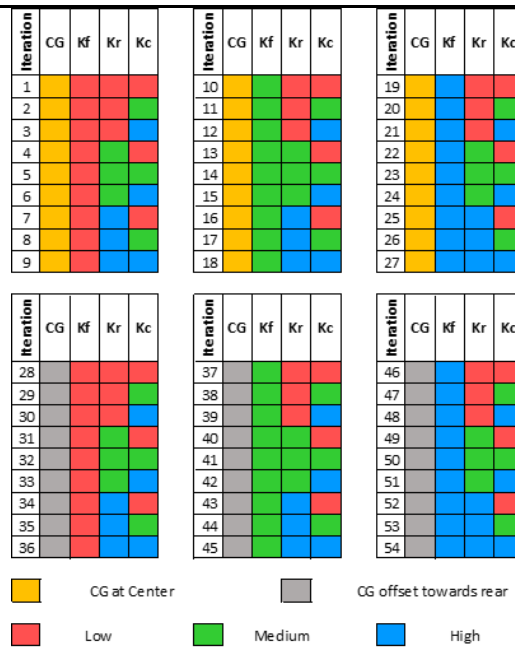 Iteration CG Kf Kr Kc Iteration CG Kf Kr Kc Iteration CG Kf Kr Kc
1 10 19
2 11 20
3 12 21
4 13 22
5 14 23
6 15 24
7 16 25
8 17 26
9 18 27
Iteration CG Kf Kr Kc Iteration CG Kf Kr Kc Iteration CG Kf Kr Kc
28 37 46
29 38 47
30 39 48
31 40 49
32 41 50
33 42 51
34 43 52
35 44 53
36 45 54
CG at Center CG offset towards rear
Low Medium High